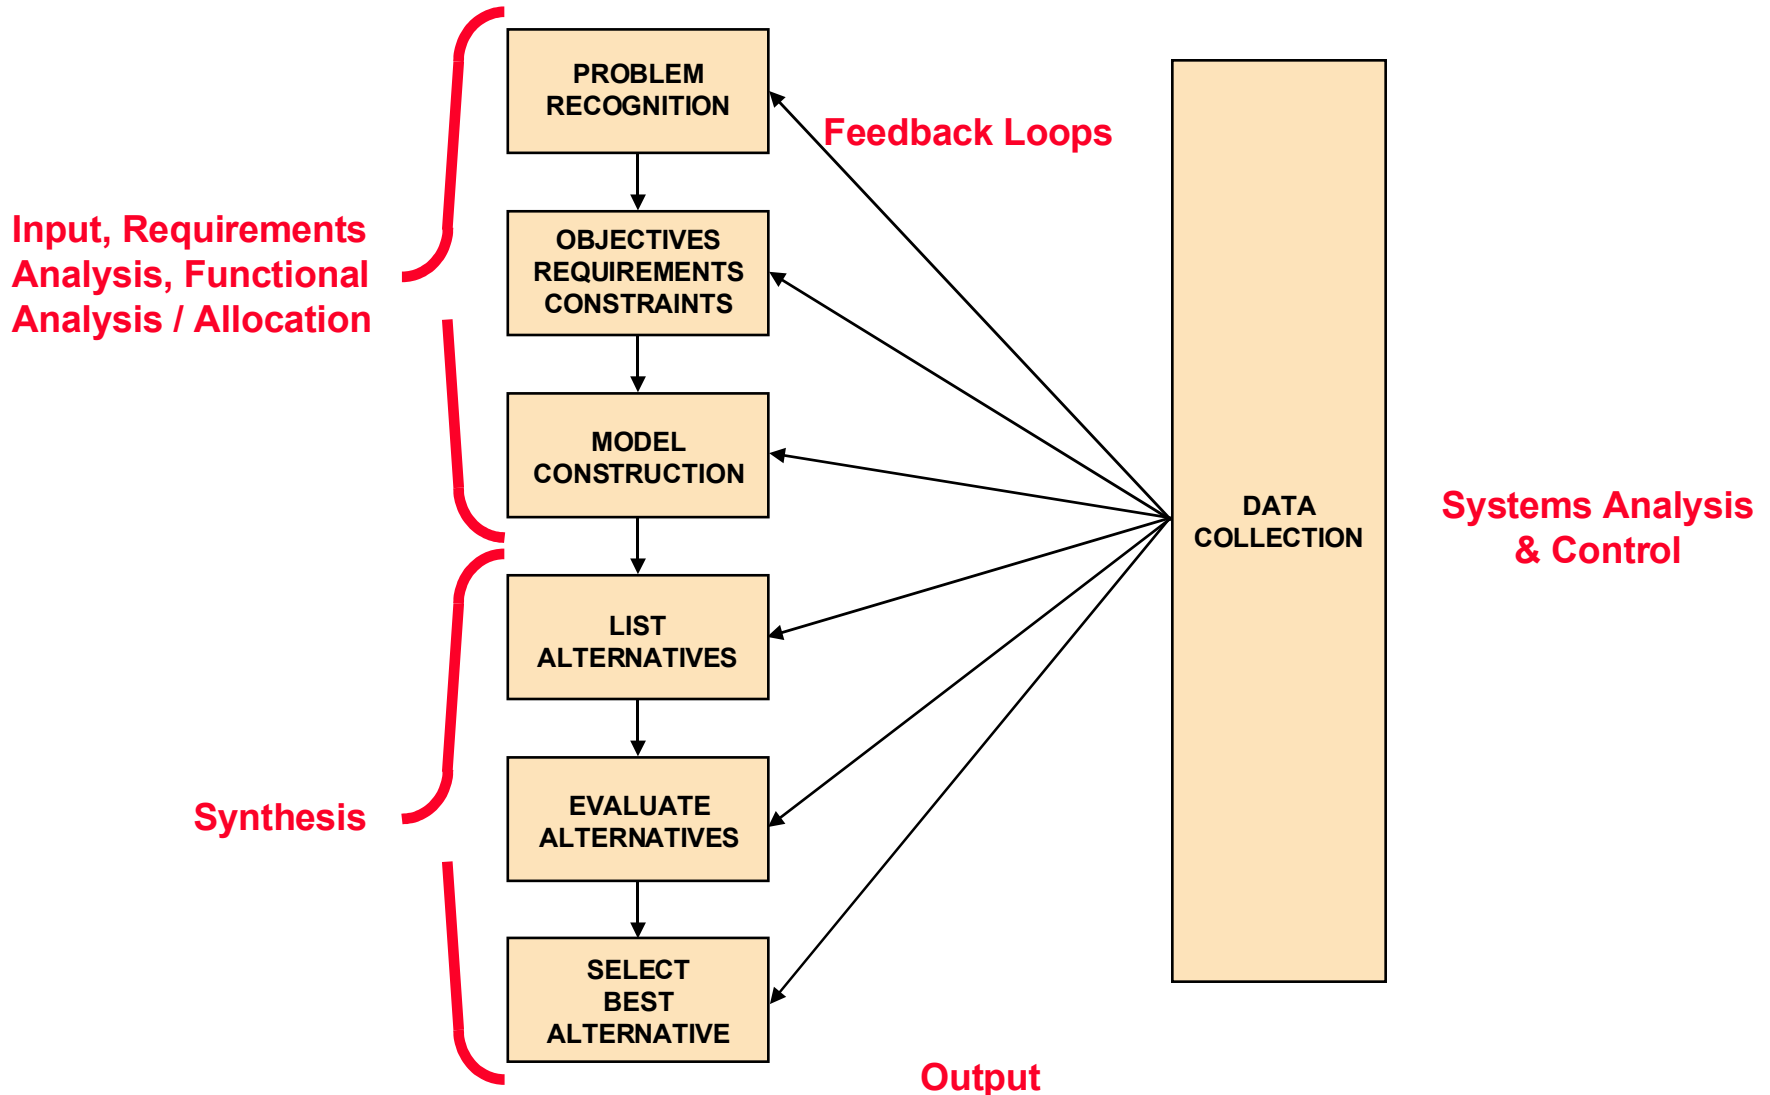 PROBLEM
RECOGNITION
Feedback Loops
Input, Requirements
Analysis, Functional
Analysis / Allocation
OBJECTIVES
REQUIREMENTS
CONSTRAINTS
MODEL
CONSTRUCTION
DATA
COLLECTION
Systems Analysis
& Control
LIST
ALTERNATIVES
Synthesis
EVALUATE
ALTERNATIVES
SELECT
BEST
ALTERNATIVE
Output